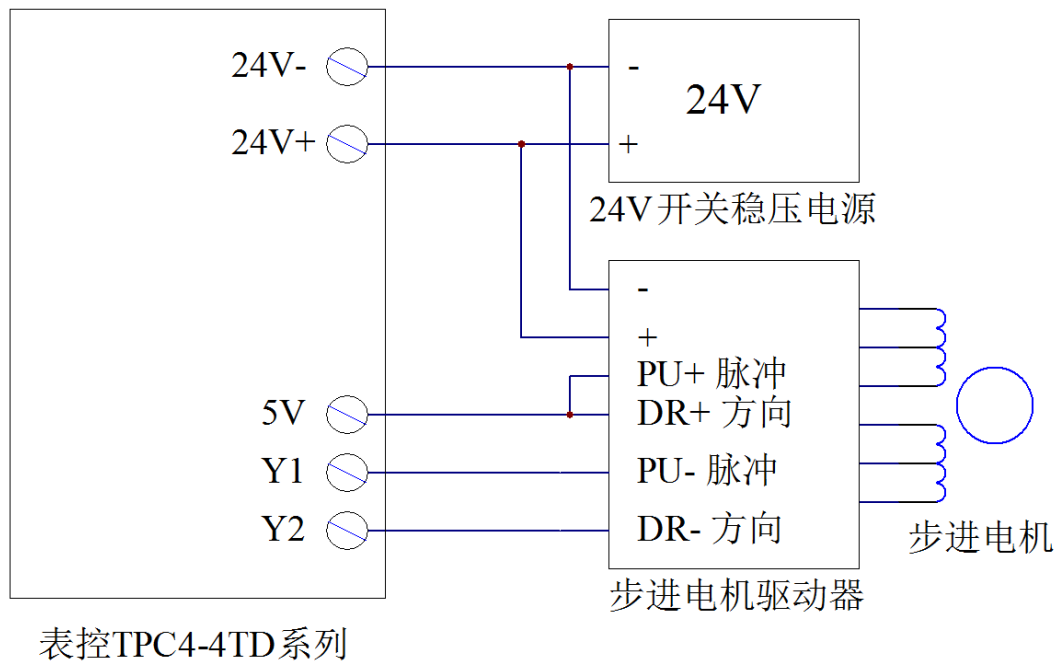 24V-
24V+
5V
Y1
Y2
表控TPC4-4TD系列
-
24V
+
24V开关稳压电源
-
+
PU+ 脉冲
DR+ 方向
PU- 脉冲
DR- 方向
步进电机驱动器
步进电机